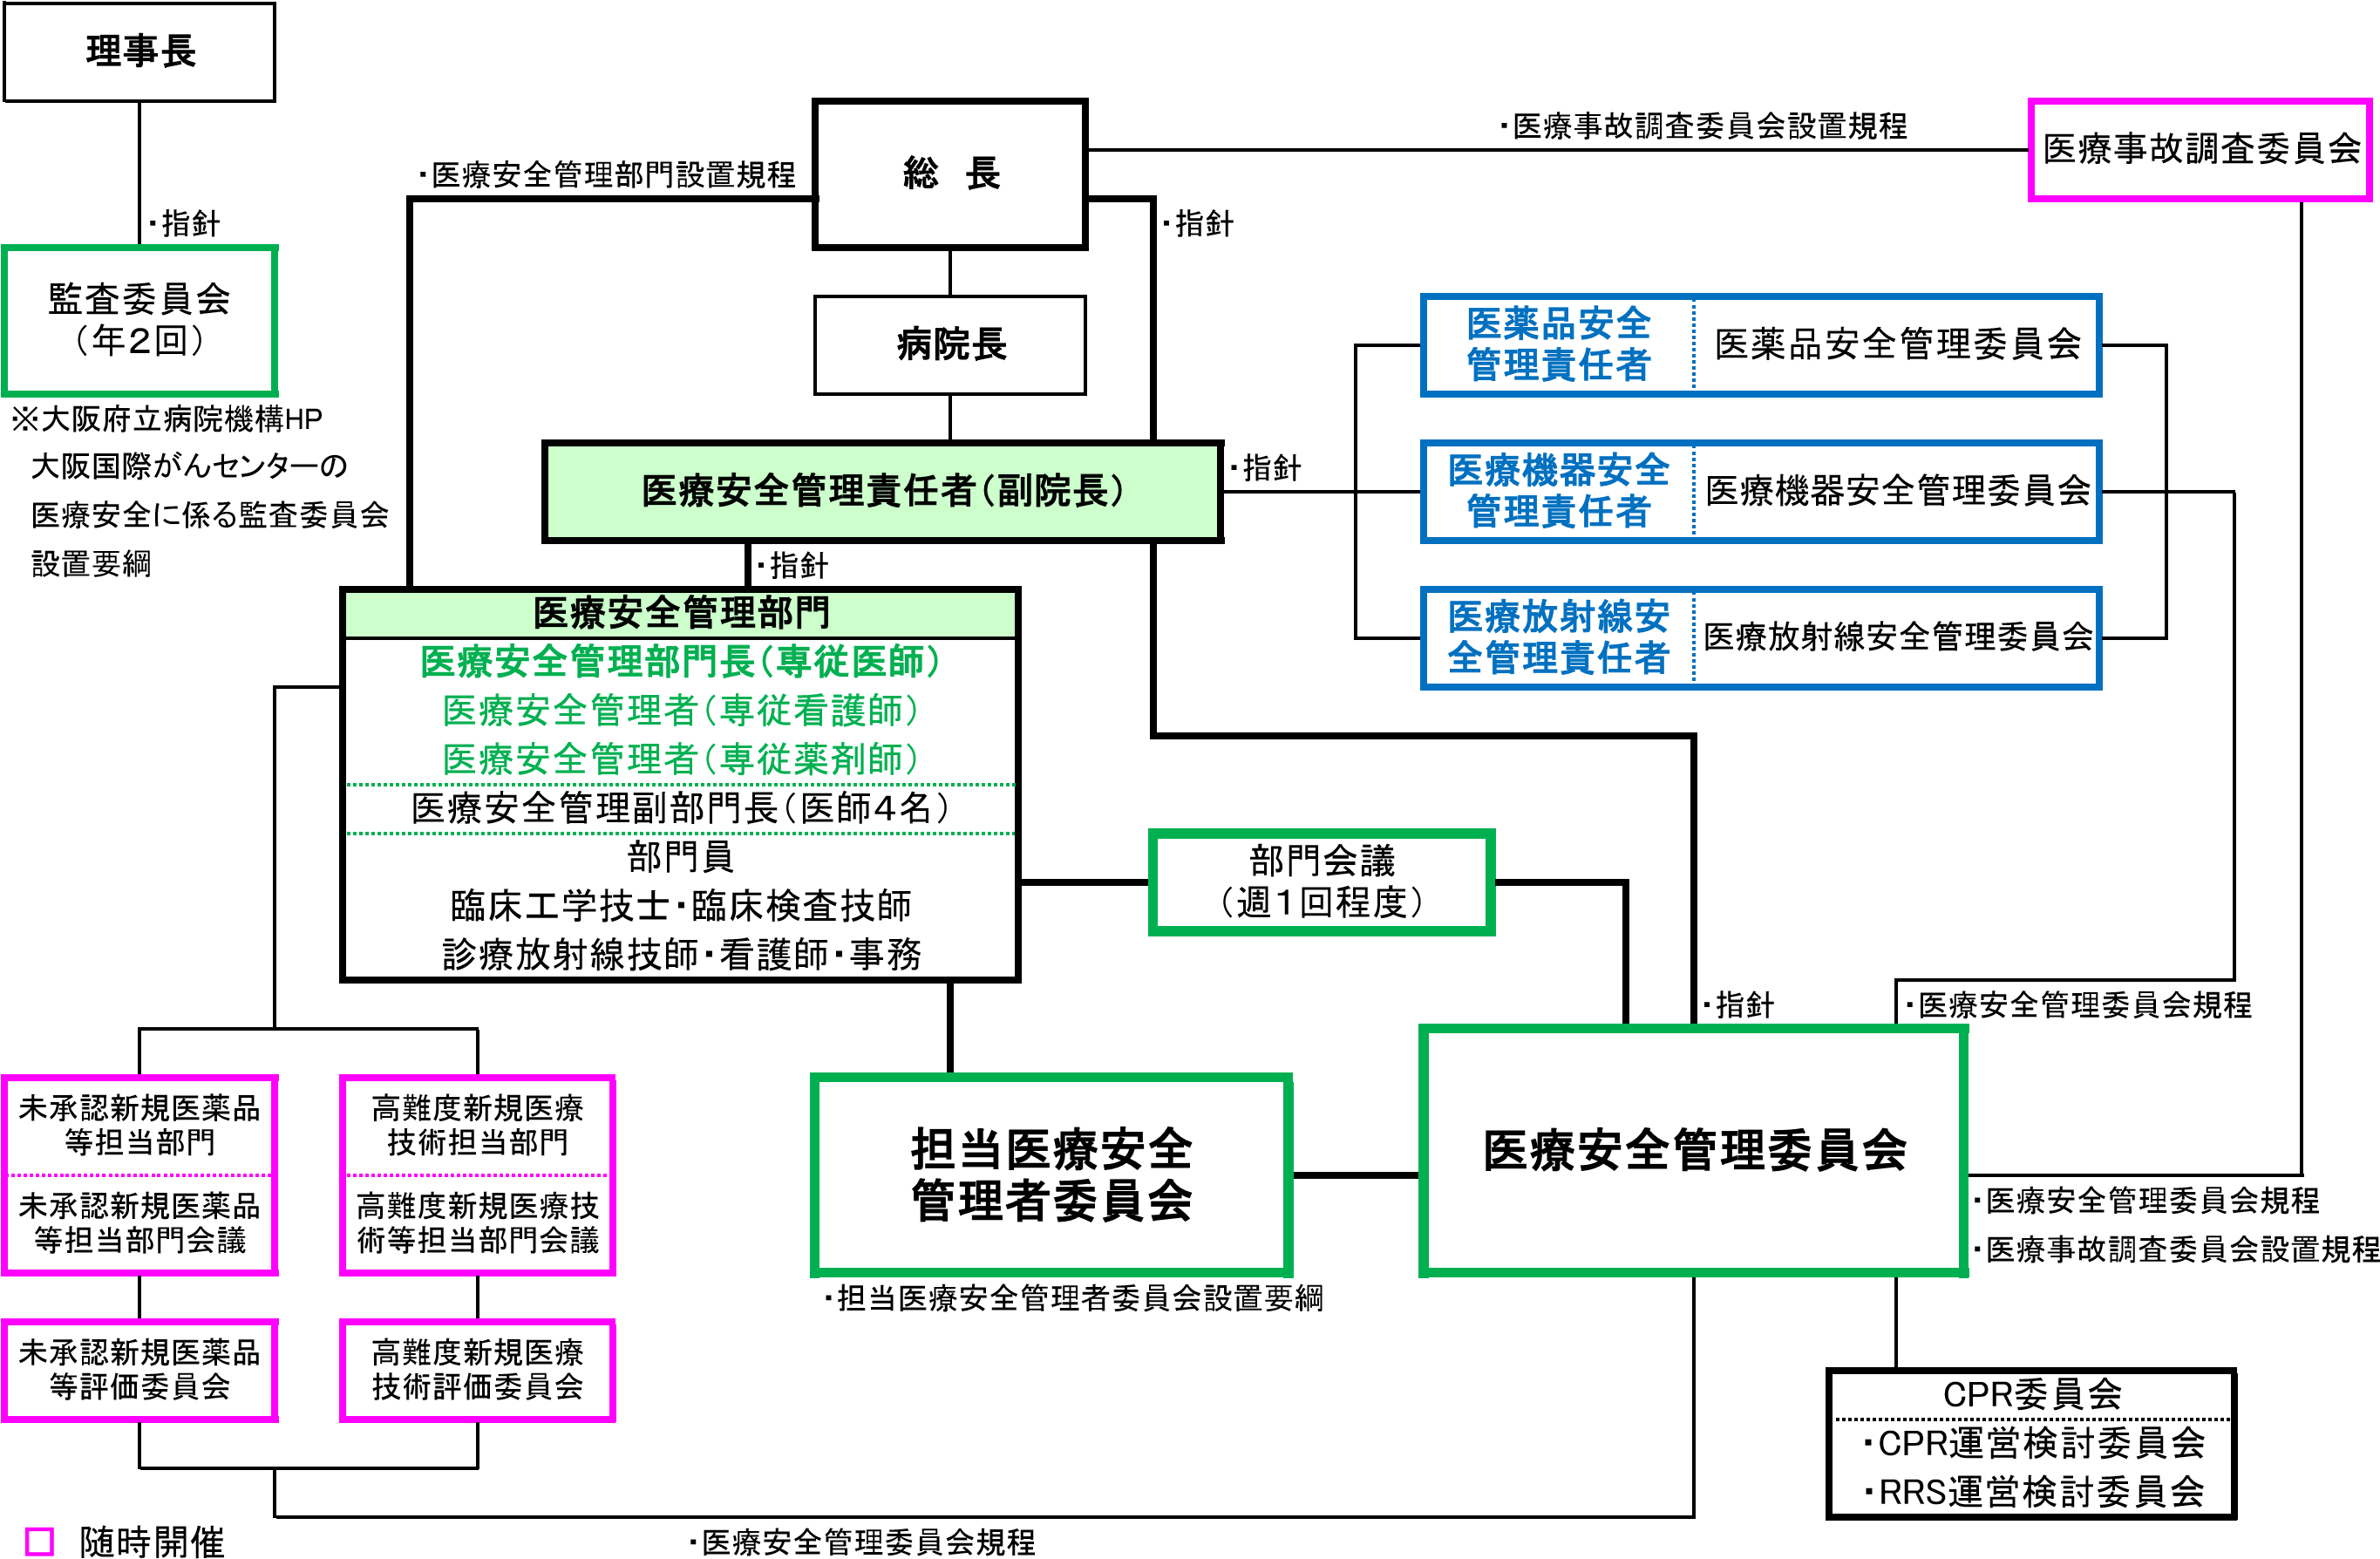 理事長
・指針
監査委員会
（年２回）
※大阪府立病院機構HP
大阪国際がんセンターの
医療安全に係る監査委員会
設置要綱
総　長
・医療安全管理部門設置規程
・指針
・医療事故調査委員会設置規程
医療事故調査委員会
病院長
医療安全管理責任者（副院長）
・指針
・指針
医薬品安全
管理責任者
医薬品安全管理委員会
医療機器安全
管理責任者
医療機器安全管理委員会
医療放射線安
全管理責任者
医療放射線安全管理委員会
医療安全管理部門
医療安全管理部門長（専従医師）
医療安全管理者（専従看護師）
医療安全管理者（専従薬剤師）
医療安全管理副部門長（医師４名）
部門員
臨床工学技士・臨床検査技師
診療放射線技師・看護師・事務
部門会議
（週１回程度）
・指針
・医療安全管理委員会規程
未承認新規医薬品
等担当部門
未承認新規医薬品
等担当部門会議
高難度新規医療
技術担当部門
高難度新規医療技
術等担当部門会議
担当医療安全
管理者委員会
・担当医療安全管理者委員会設置要綱
医療安全管理委員会
・医療安全管理委員会規程
・医療事故調査委員会設置規程
未承認新規医薬品
等評価委員会
高難度新規医療
技術評価委員会
CPR委員会
・CPR運営検討委員会
・RRS運営検討委員会
随時開催
・医療安全管理委員会規程